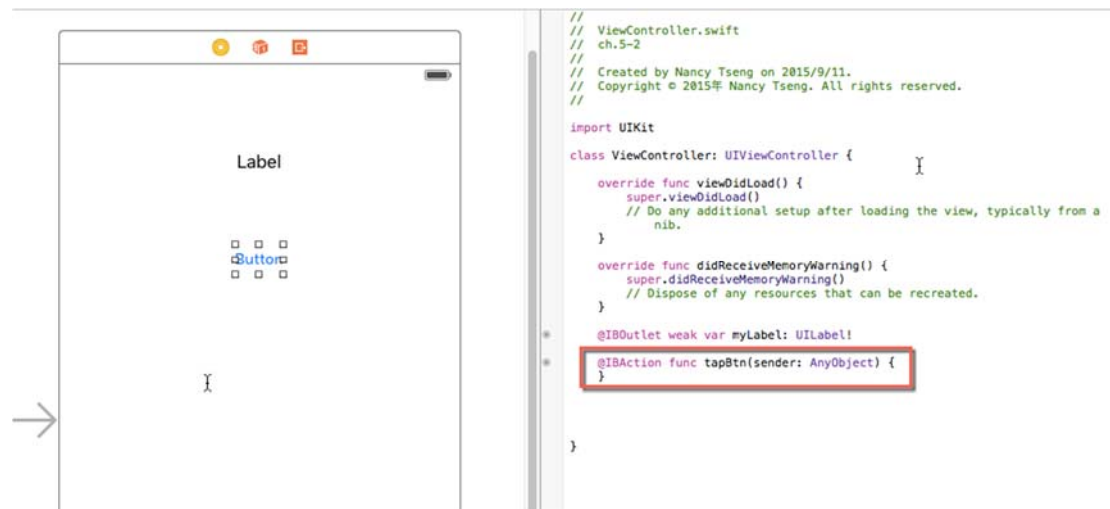 Label
Button
//
//  ViewController.swift
//  ch.5-2
//
//  Created by Nancy Tseng on 2015/9/11.
//  Copyright © 2015年 Nancy Tseng. All rights reserved.
//
import UIKit
class ViewController: UIViewController {
    override func viewDidLoad() {
        super.viewDidLoad()
        // Do any additional setup after loading the view, typically from a
            nib.
    }
    override func didReceiveMemoryWarning() {
        super.didReceiveMemoryWarning()
        // Dispose of any resources that can be recreated.
    }
    @IBOutlet weak var myLabel: UILabel!
    @IBAction func tapBtn(sender: AnyObject) {
    }
}